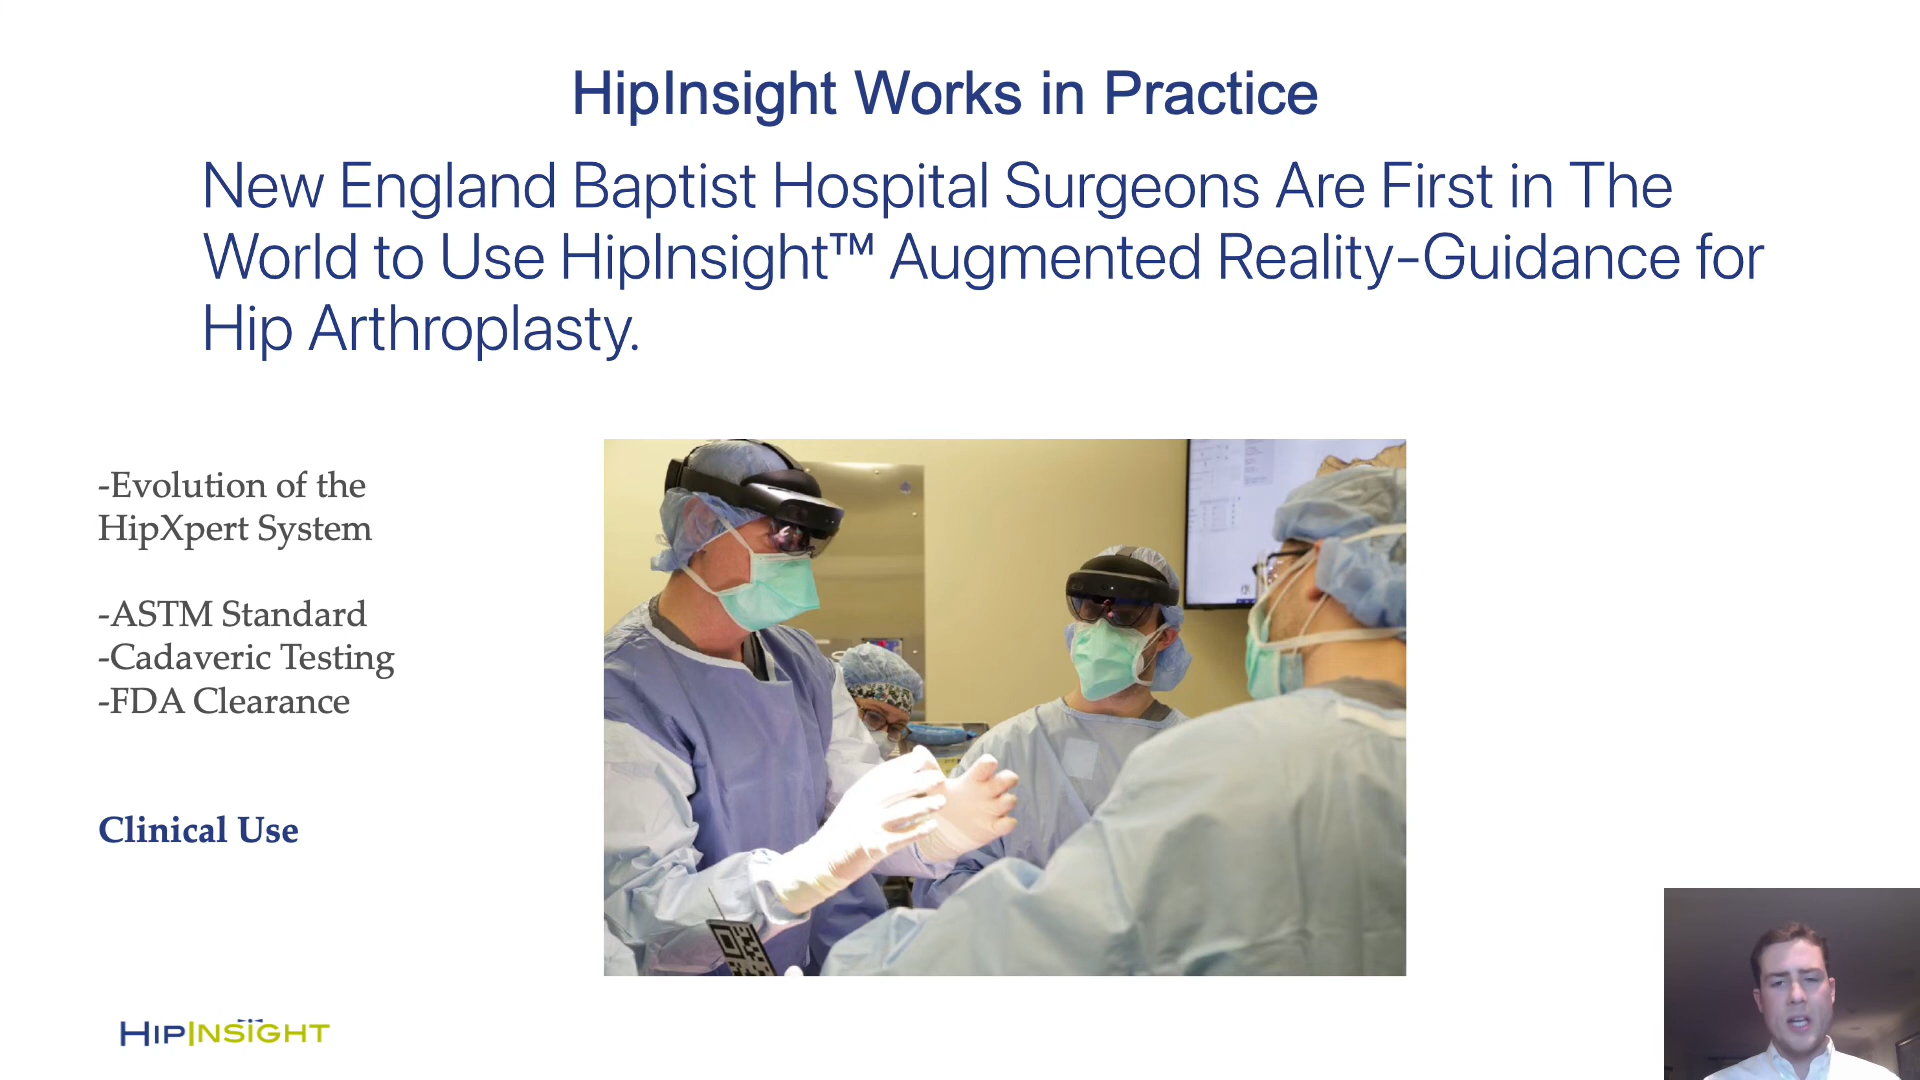 HipInsight Works in Practice
New England Baptist Hospital Surgeons Are First in The
World to Use HipInsight™ Augmented Reality-Guidance for
Hip Arthroplasty.
-Evolution of the
HipXpert System
-ASTM Standard
-Cadaveric Testing
-FDA Clearance
Clinical Use
HIPINSIGHT